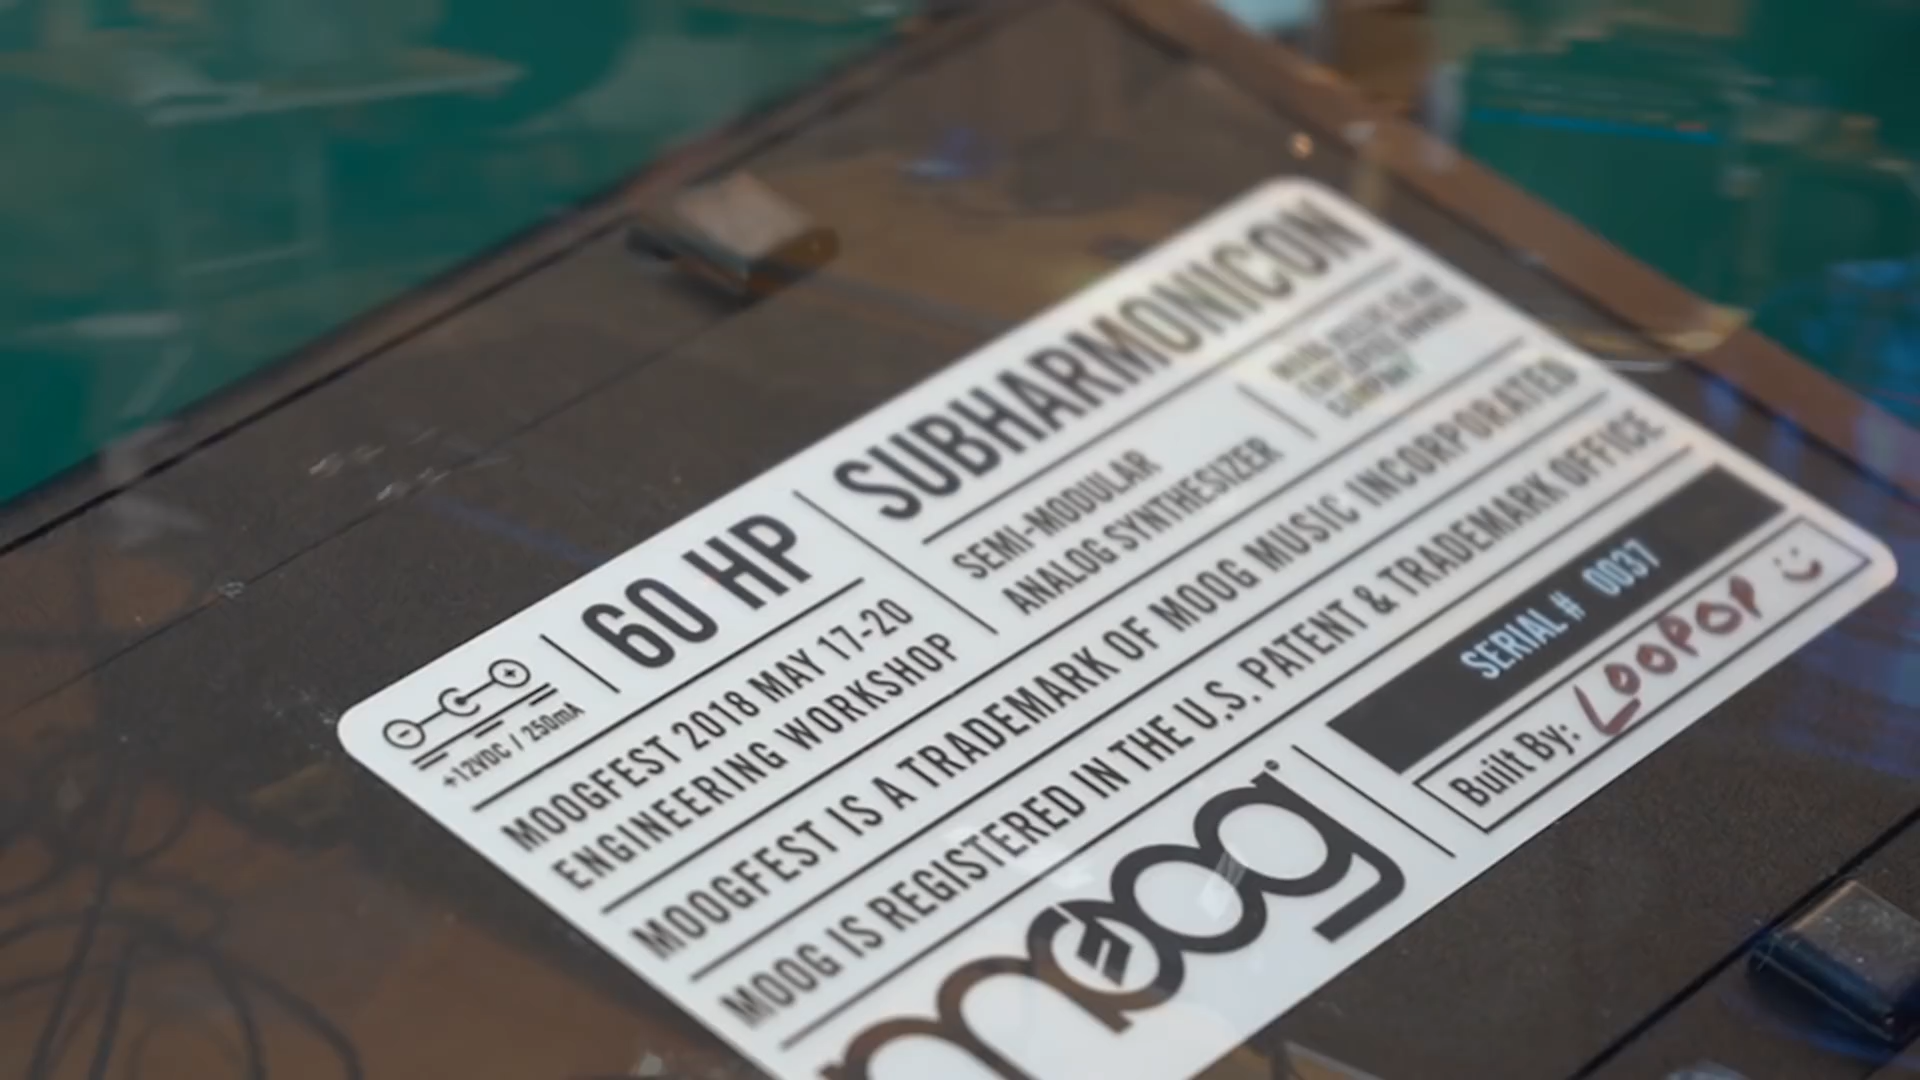 60 HP
SUBHARMONICON
+12VDC / 250mA
MOOGFEST 2018 MAY 17-20
ENGINEERING WORKSHOP
SEMI-MODULAR
ANALOG SYNTHESIZER
COMPANY
MOOGFEST IS A TRADEMARK OF MOOG MUSIC INCORPORATED
MOOG IS REGISTERED IN THE U.S. PATENT & TRADEMARK OFFICE
moog
SERIAL # 0037
Built By: LOOPOP